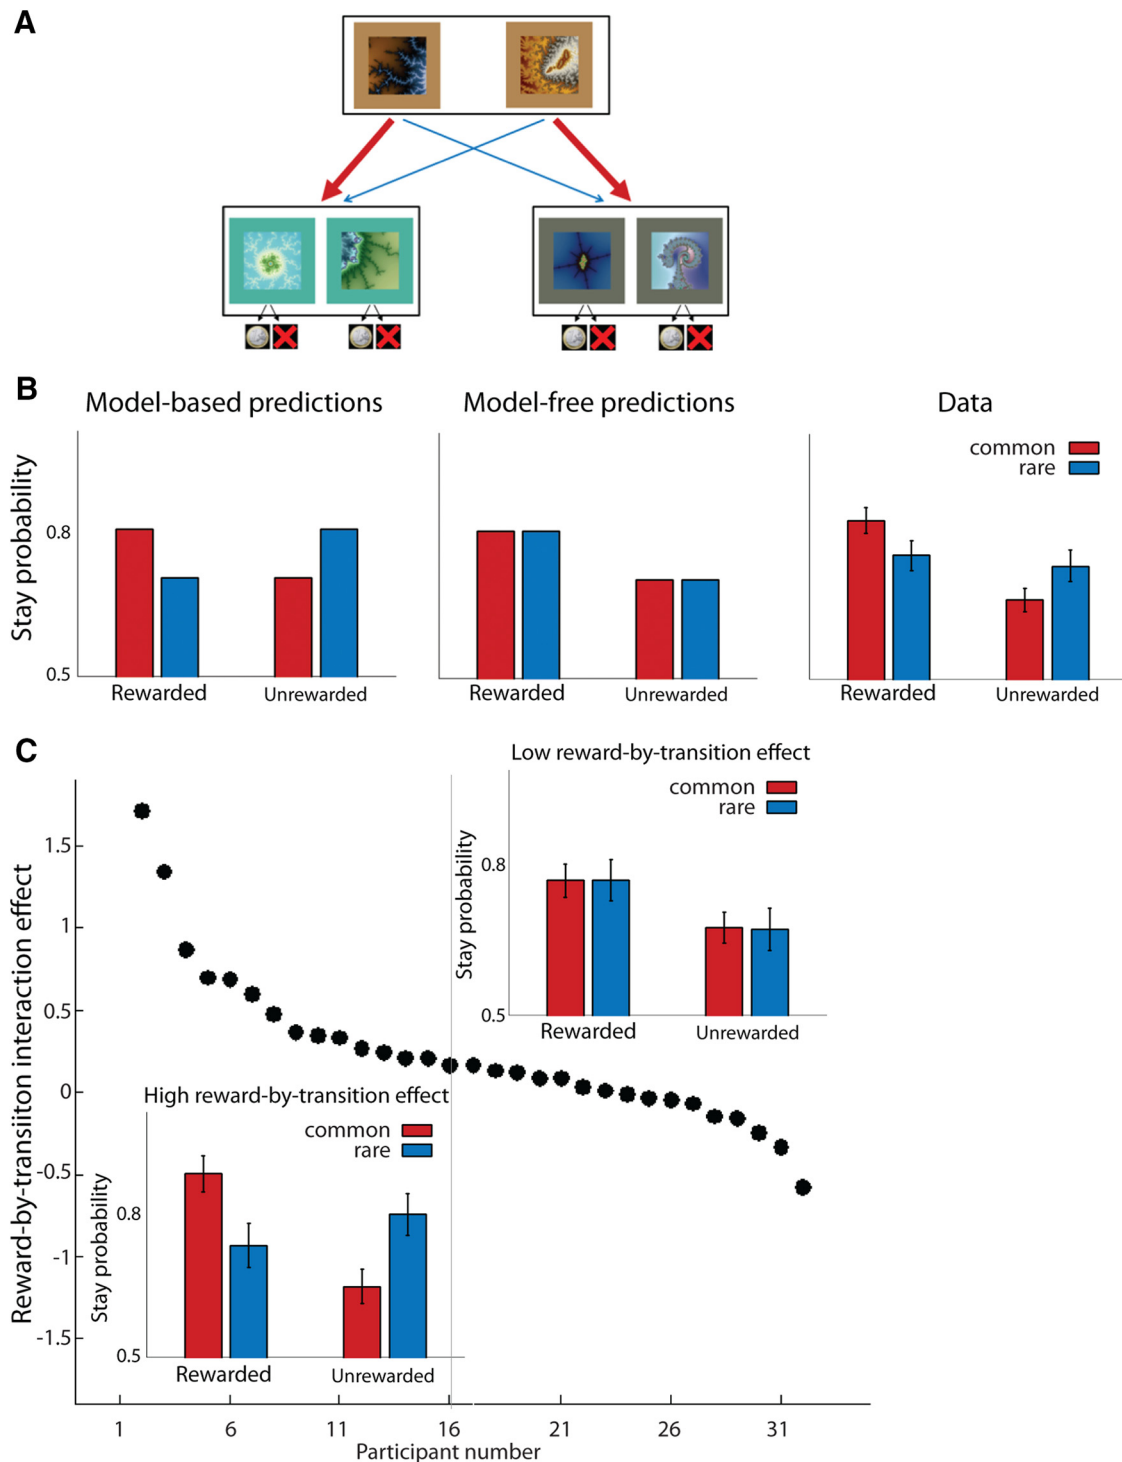 A
B
Model-based predictions
Model-free predictions
Data
common
rare
Stay probability
0.8
0.5
Rewarded
Unrewarded
Rewarded
Unrewarded
Rewarded
Unrewarded
C
Low reward-by-transition effect
common
rare
Stay probability
0.8
0.5
Rewarded
Unrewarded
Reward-by-transiiton interaction effect
1.5
1
0.5
0
-0.5
-1
-1.5
High reward-by-transition effect
common
rare
Stay probability
0.8
0.5
Rewarded
Unrewarded
1
6
11
16
21
26
31
Participant number